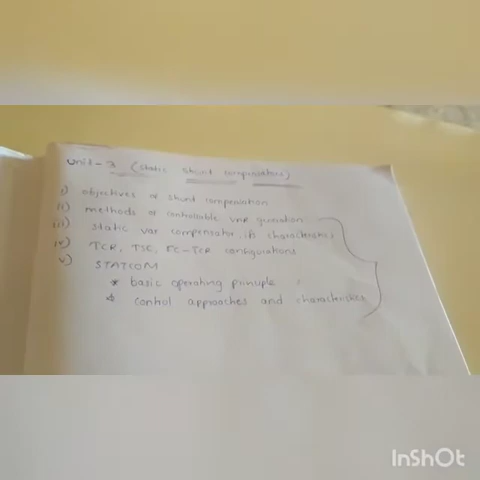 Unit-3 (Static Shunt compensators)
i) objectives of shunt compensation
ii) methods of controllable VAR generation
iii) static var compensator, its characteristics
iv) TCR, TSC, FC-TCR configurations
v) STATCOM
* basic operating principle
* control approaches and characteristics
InShOt